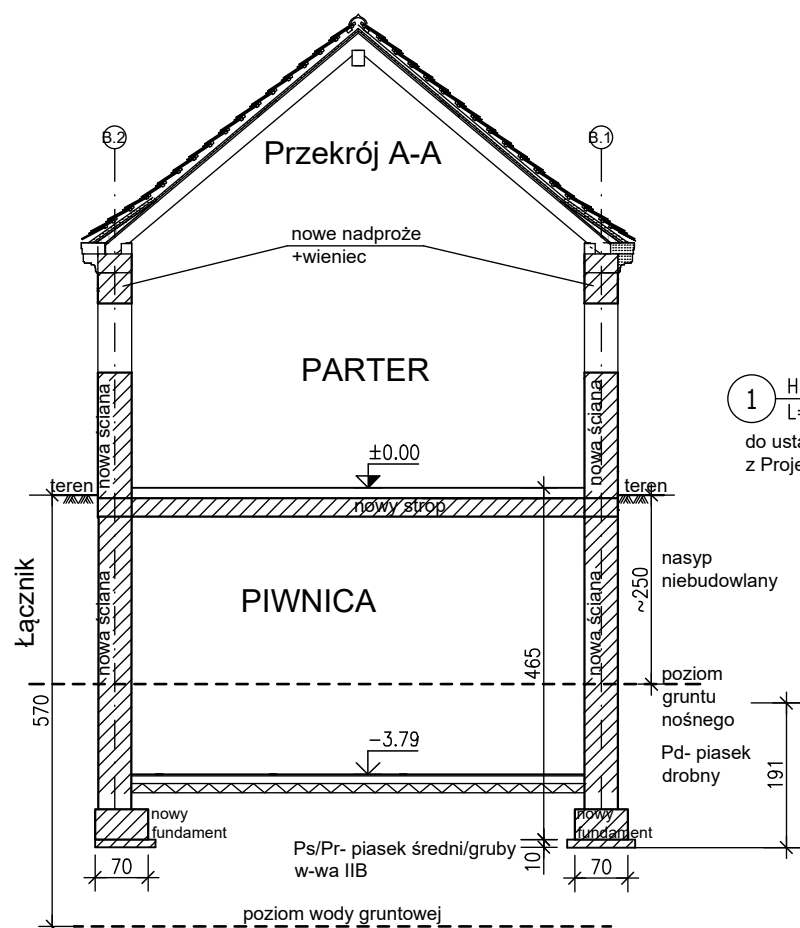 B.2
B.1
Przekrój A-A
nowe nadproże
+wieniec
PARTER
nowa ściana
nowa ściana
1
H
L=
do usta
z Proje
±0.00
teren
teren
nowy strop
Łącznik
PIWNICA
nowa ściana
nowa ściana
nasyp
niebudowlany
~250
465
570
poziom
gruntu
nośnego
-3.79
Pd- piasek
drobny
191
nowy
fundament
nowy
fundament
Ps/Pr- piasek średni/gruby
w-wa IIB
10
70
70
poziom wody gruntowej